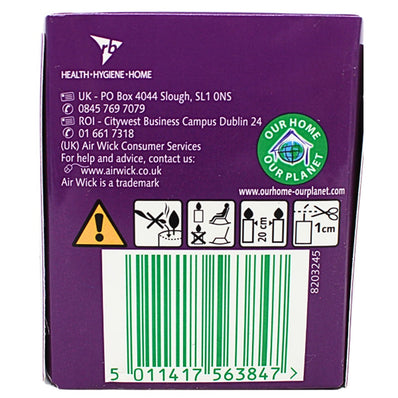 rb
HEALTH • HYGIENE • HOME
UK - PO Box 4044 Slough, SL1 0NS
0845 769 7079
ROI - Citywest Business Campus Dublin 24
01 661 7318
(UK) Air Wick Consumer Services
For help and advice, contact us:
www.airwick.co.uk
Air Wick is a trademark
OUR HOME
OUR PLANET
www.ourhome-ourplanet.com
20 cm
1cm
8203245
5 011417 563847 >